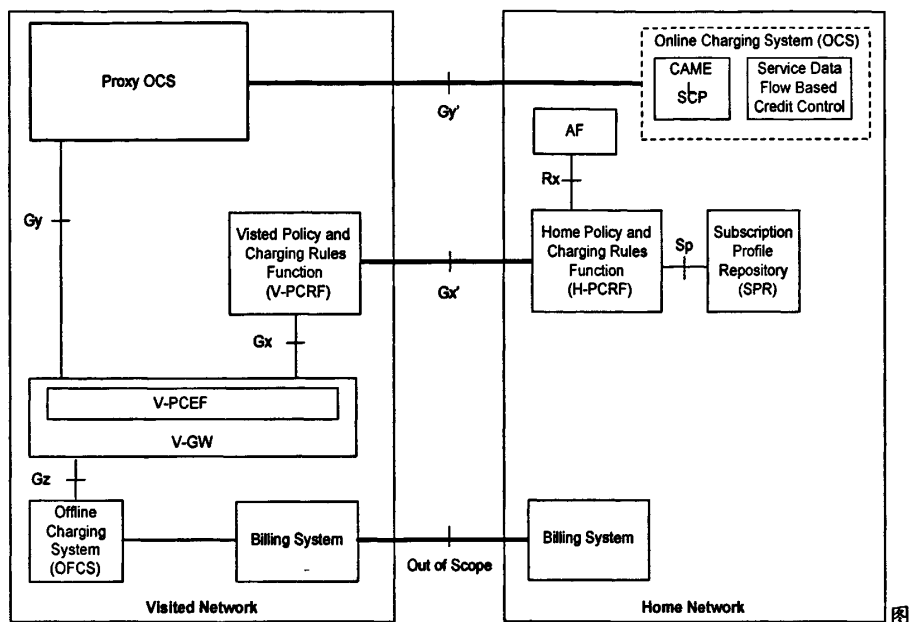 Proxy OCS
Gy'
Online Charging System (OCS)
CAME
L
SCP
Service Data
Flow Based
Credit Control
AF
Rx
Gy
Visted Policy and
Charging Rules
Function
(V-PCRF)
Gx'
Home Policy and
Charging Rules
Function
(H-PCRF)
Sp
Subscription
Profile
Repository
(SPR)
Gx
V-PCEF
V-GW
Gz
Offline
Charging
System
(OFCS)
Billing System
Out of Scope
Billing System
Visited Network
Home Network
图